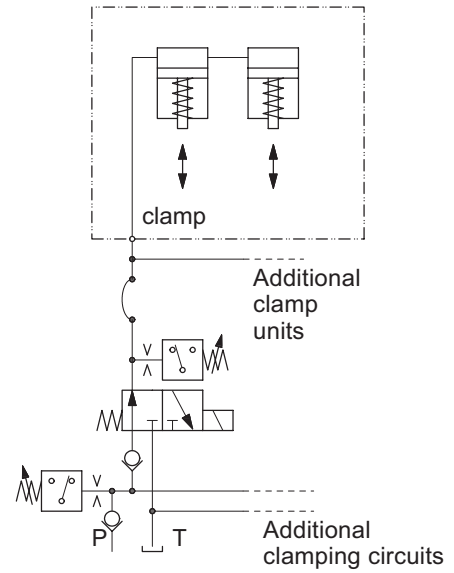 clamp
Additional
clamp
units
P
T
Additional
clamping circuits